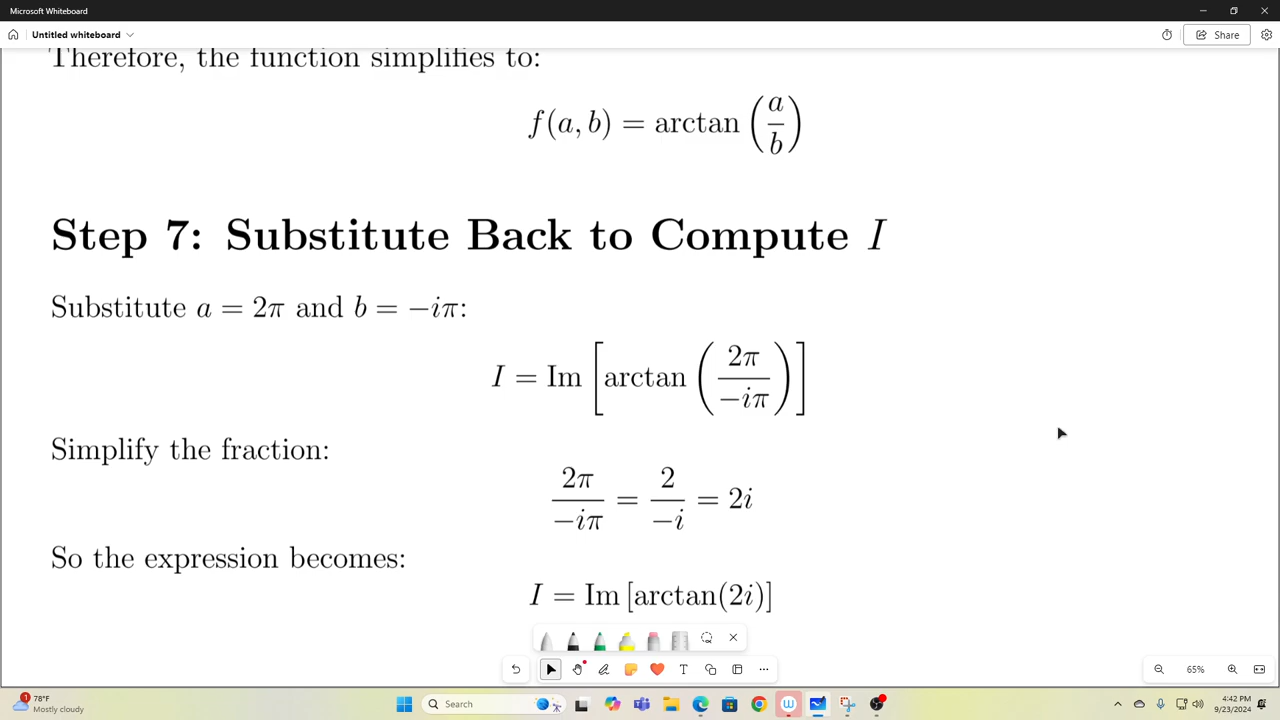 Microsoft Whiteboard
Untitled whiteboard
Share
Therefore, the function simplifies to:
f(a, b) = arctan (a/b)
Step 7: Substitute Back to Compute I
Substitute a = 2π and b = −iπ:
I = Im [arctan (2π/−iπ)]
Simplify the fraction:
2π/−iπ = 2/−i = 2i
So the expression becomes:
I = Im [arctan(2i)]
T
65%
1
78°F
Mostly cloudy
Search
4:42 PM
9/23/2024